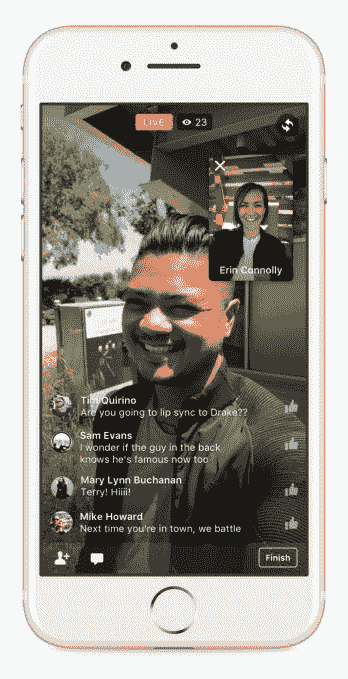 LIVE
23
Erin Connolly
Tim Quirino
Are you going to lip sync to Drake??
Sam Evans
I wonder if the guy in the back
knows he's famous now too
Mary Lynn Buchanan
Terry! Hiiii!
Mike Howard
Next time you're in town, we battle
Finish